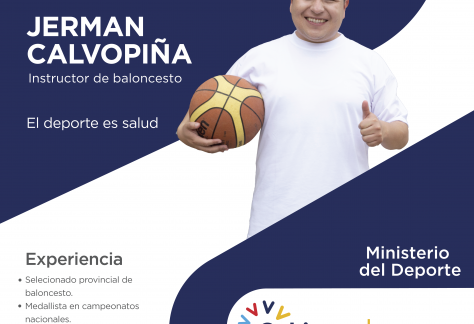 JERMAN
CALVOPIÑA
Instructor de baloncesto
El deporte es salud
Experiencia
• Selecionado provincial de
baloncesto.
• Medallista en campeonatos
nacionales.
Ministerio
del Deporte